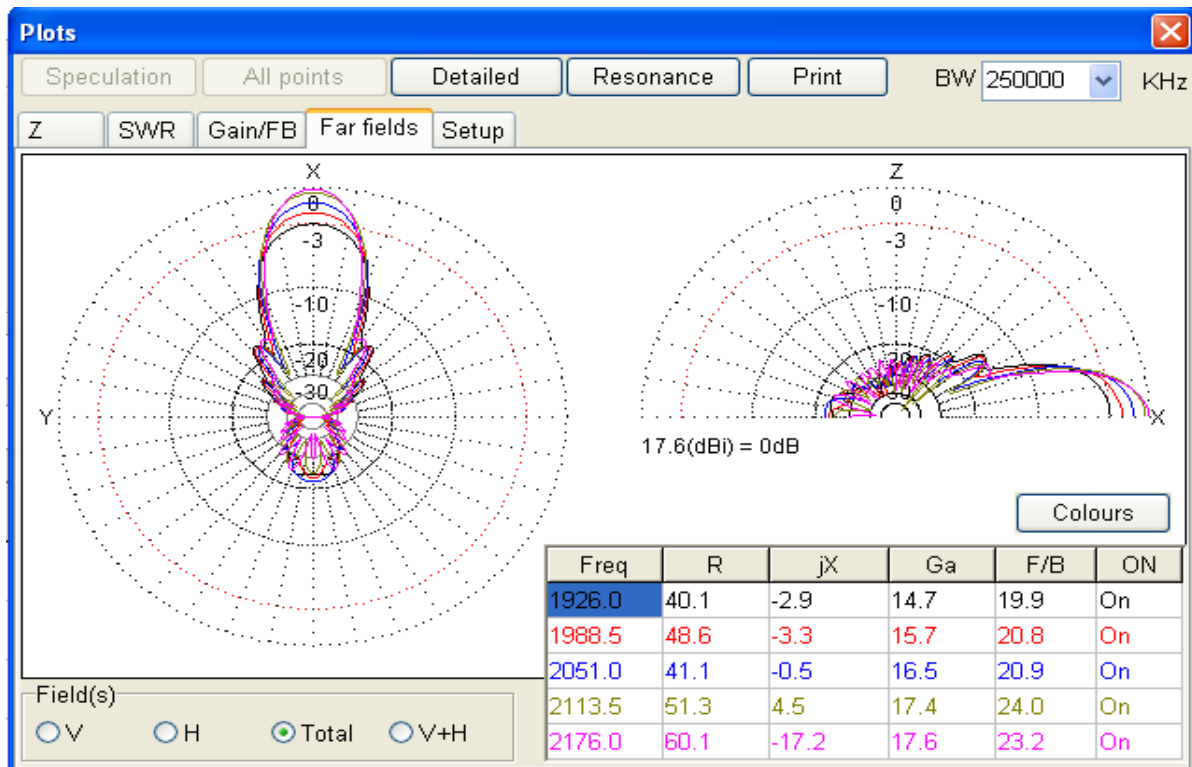 Plots
Speculation All points Detailed Resonance Print BW 250000 KHz
Z SWR Gain/FB Far fields Setup
X
0
-3
-10
-20
-30
Y
Z
0
-3
-10
-20
-30
X
17.6(dBi) = 0dB
Colours
Freq R jX Ga F/B ON
1926.0 40.1 -2.9 14.7 19.9 On
1988.5 48.6 -3.3 15.7 20.8 On
2051.0 41.1 -0.5 16.5 20.9 On
2113.5 51.3 4.5 17.4 24.0 On
2176.0 60.1 -17.2 17.6 23.2 On
Field(s)
V H Total V+H